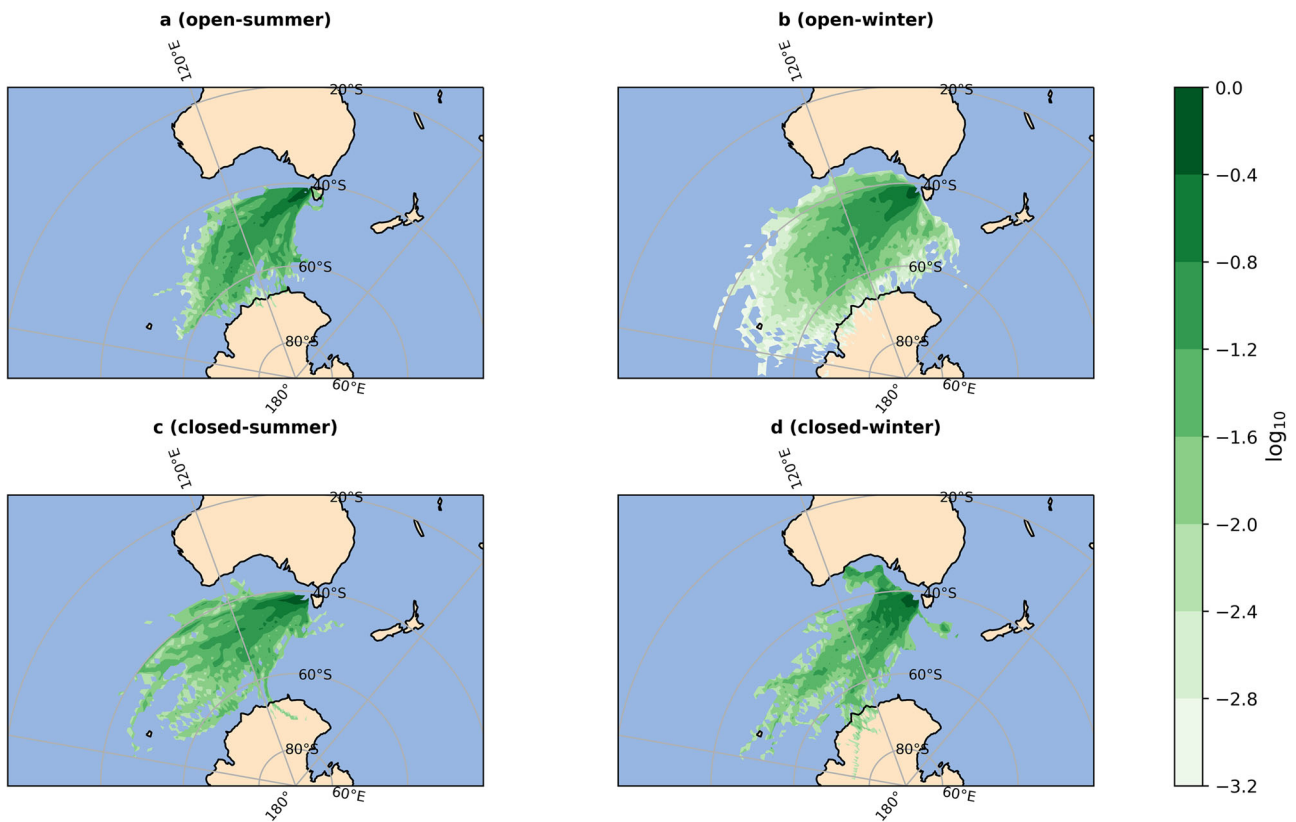 a (open-summer)
b (open-winter)
120°E
20°S
40°S
60°S
80°S
180°
60°E
120°E
20°S
40°S
60°S
80°S
180°
60°E
c (closed-summer)
d (closed-winter)
120°E
20°S
40°S
60°S
80°S
180°
60°E
120°E
20°S
40°S
60°S
80°S
180°
60°E
0.0
−0.4
−0.8
−1.2
−1.6
−2.0
−2.4
−2.8
−3.2
log₁₀